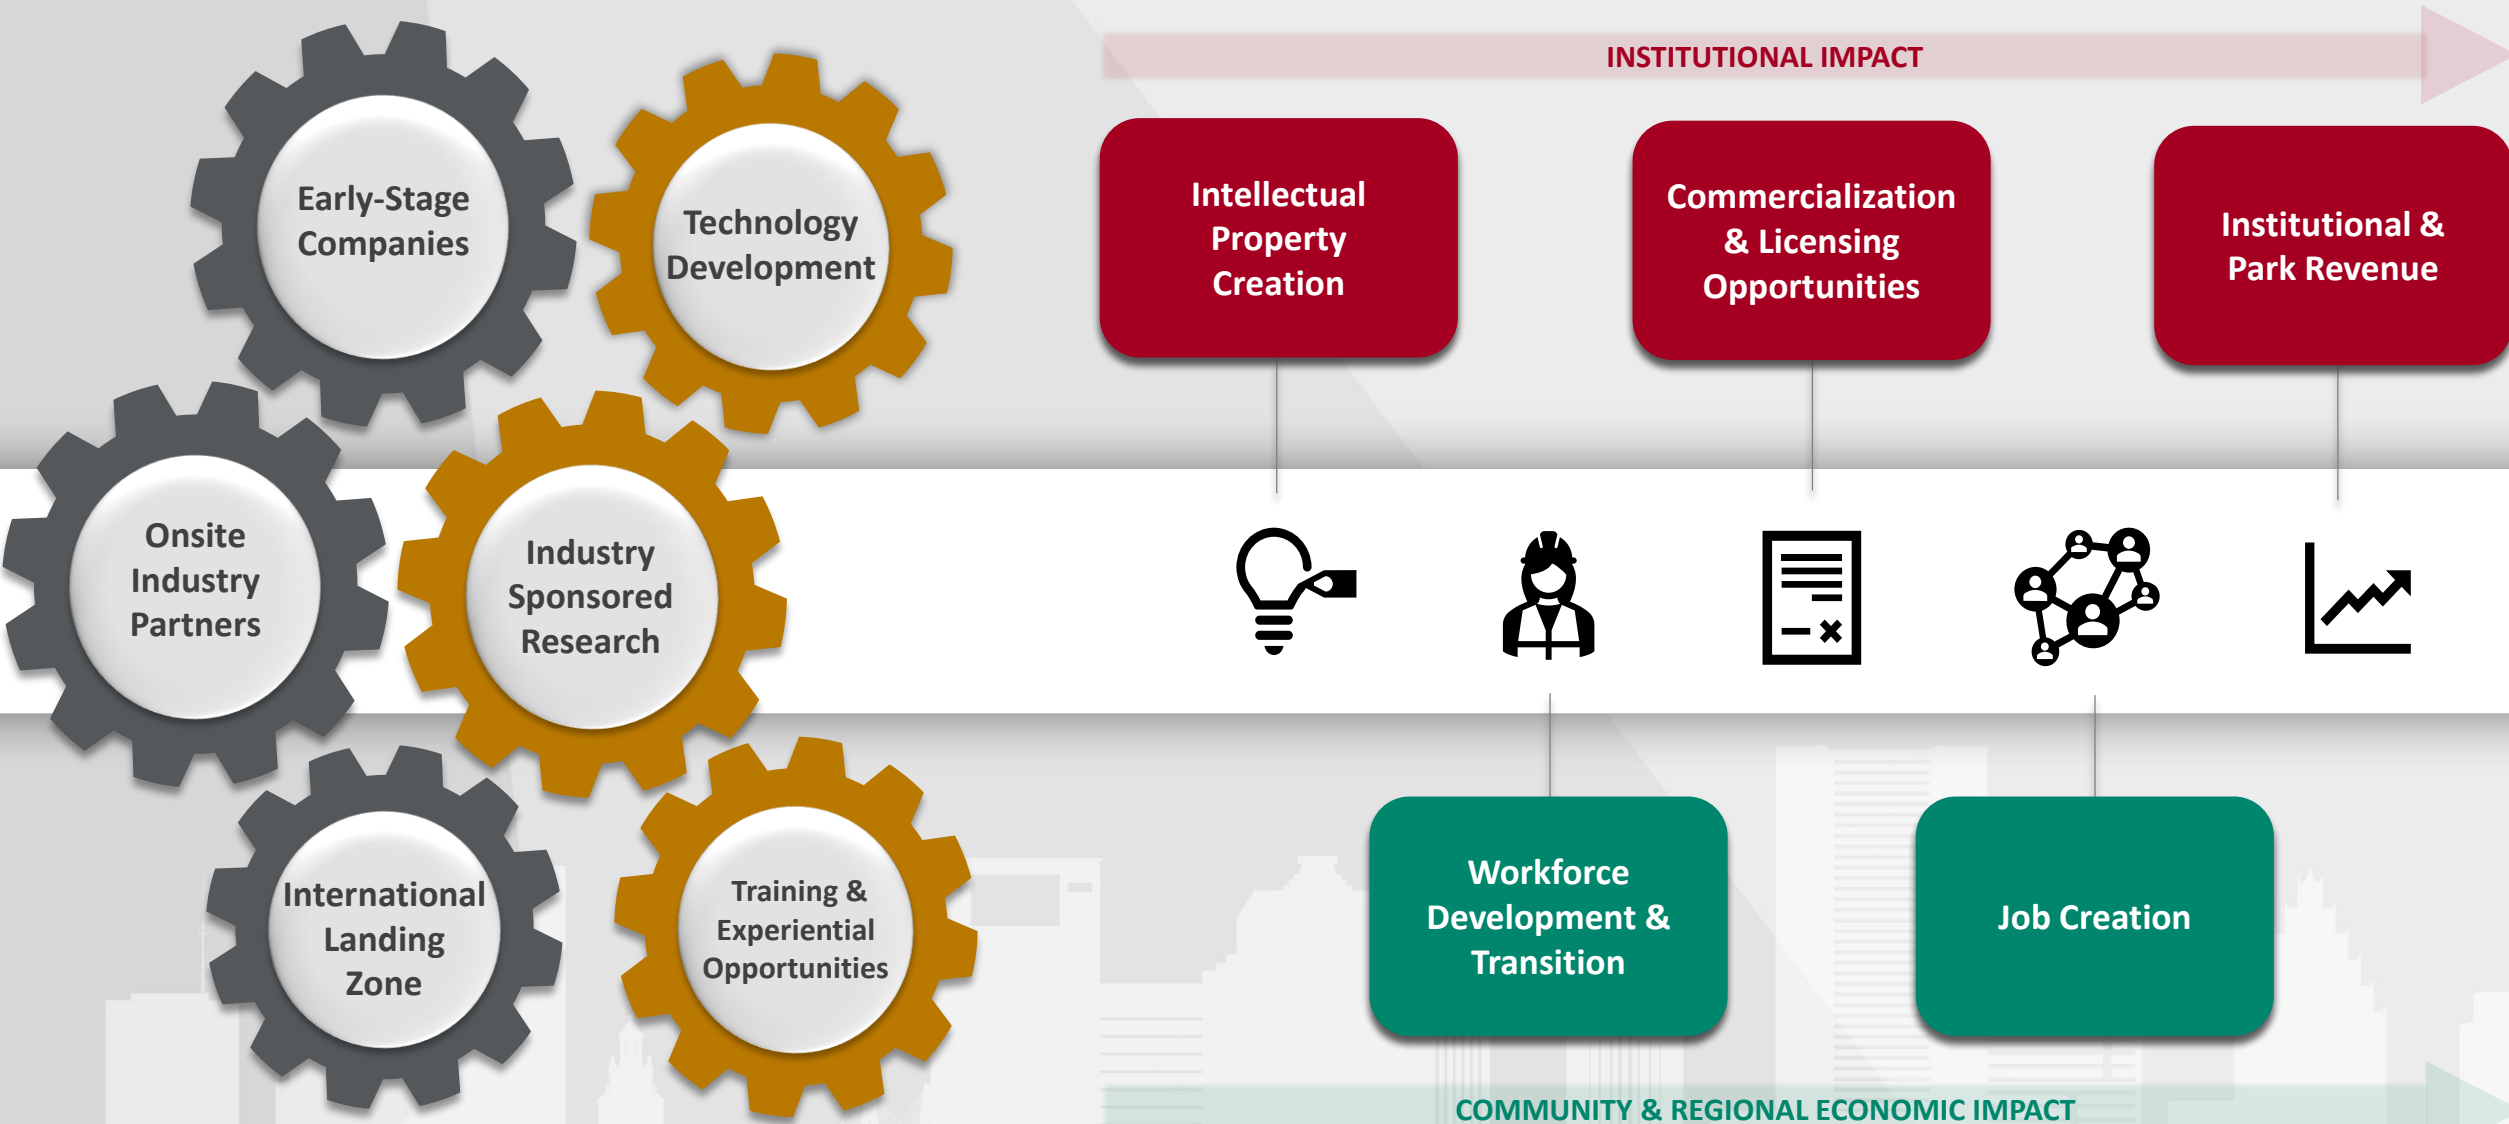 INSTITUTIONAL IMPACT
Early-Stage
Companies
Technology
Development
Intellectual
Property
Creation
Commercialization
& Licensing
Opportunities
Institutional &
Park Revenue
Onsite
Industry
Partners
Industry
Sponsored
Research
International
Landing
Zone
Training &
Experiential
Opportunities
Workforce
Development &
Transition
Job Creation
COMMUNITY & REGIONAL ECONOMIC IMPACT